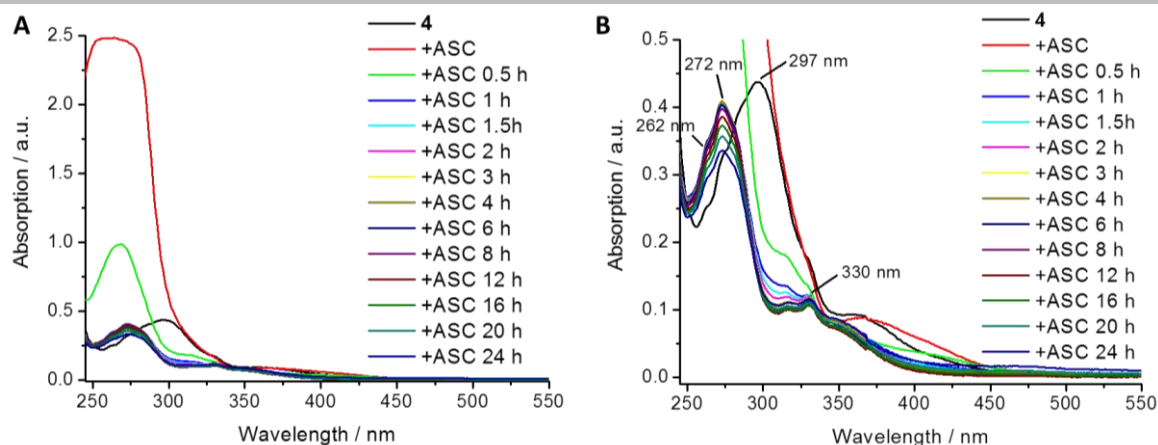 A
2.5
2.0
1.5
1.0
0.5
0.0
250 300 350 400 450 500 550
Absorption / a.u.
Wavelength / nm
4
+ASC
+ASC 0.5 h
+ASC 1 h
+ASC 1.5h
+ASC 2 h
+ASC 3 h
+ASC 4 h
+ASC 6 h
+ASC 8 h
+ASC 12 h
+ASC 16 h
+ASC 20 h
+ASC 24 h
B
0.5
0.4
0.3
0.2
0.1
0.0
250 300 350 400 450 500 550
Absorption / a.u.
Wavelength / nm
272 nm
297 nm
262 nm
330 nm
4
+ASC
+ASC 0.5 h
+ASC 1 h
+ASC 1.5h
+ASC 2 h
+ASC 3 h
+ASC 4 h
+ASC 6 h
+ASC 8 h
+ASC 12 h
+ASC 16 h
+ASC 20 h
+ASC 24 h